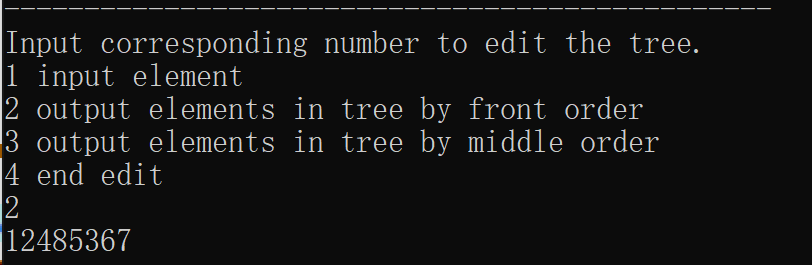 ------------------------------------------------
Input corresponding number to edit the tree.
1 input element
2 output elements in tree by front order
3 output elements in tree by middle order
4 end edit
2
12485367